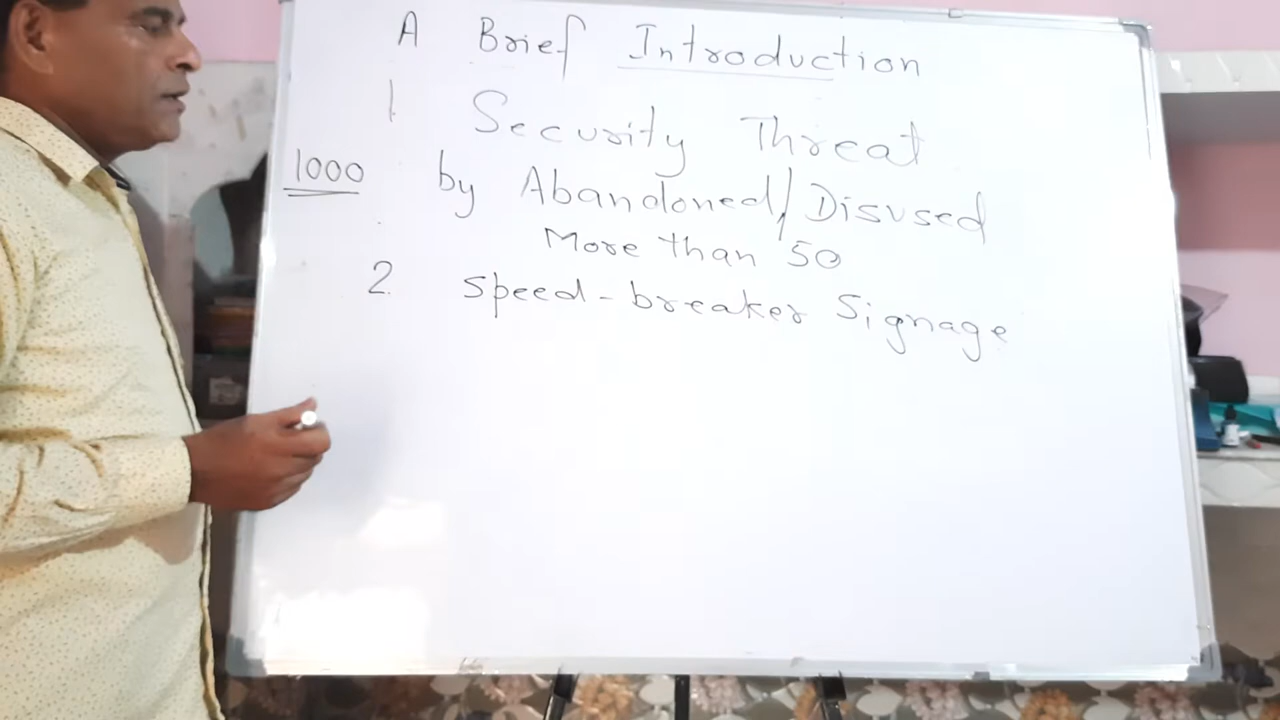 A Brief Introduction
1 Security Threat
1000
by Abandoned/Disused
More than 50
2. Speed-breaker Signage